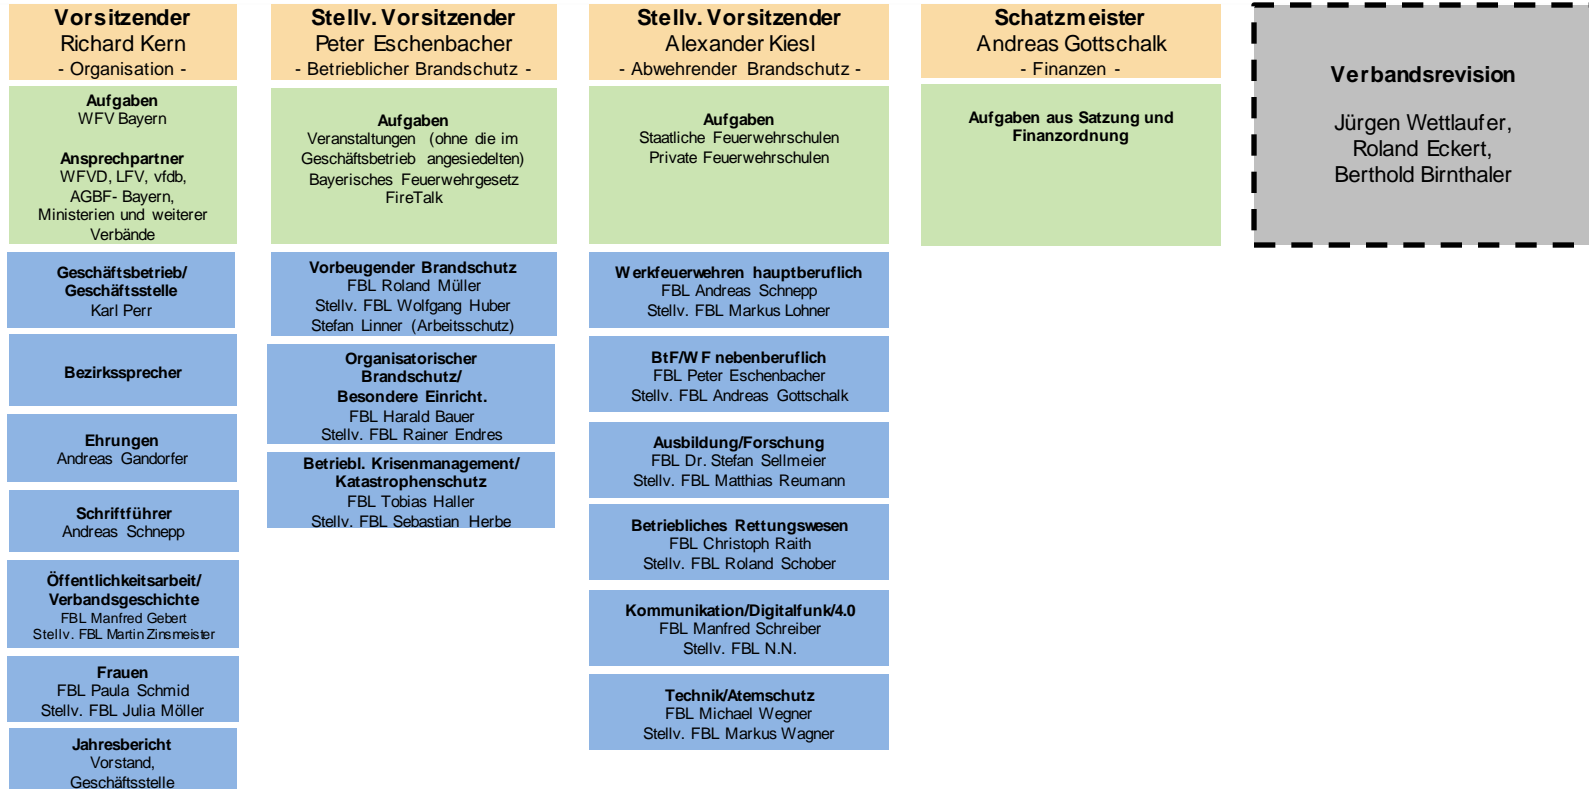 Vorsitzender
Richard Kern
- Organisation -
Aufgaben
WFV Bayern
Ansprechpartner
WFVD, LFV, vfdb,
AGBF- Bayern,
Ministerien und weiterer
Verbände
Geschäftsbetrieb/
Geschäftsstelle
Karl Perr
Bezirkssprecher
Ehrungen
Andreas Gandorfer
Schriftführer
Andreas Schnepp
Öffentlichkeitsarbeit/
Verbandsgeschichte
FBL Manfred Gebert
Stellv. FBL Martin Zinsmeister
Frauen
FBL Paula Schmid
Stellv. FBL Julia Möller
Jahresbericht
Vorstand,
Geschäftsstelle
Stellv. Vorsitzender
Peter Eschenbacher
- Betrieblicher Brandschutz -
Aufgaben
Veranstaltungen (ohne die im
Geschäftsbetrieb angesiedelten)
Bayerisches Feuerwehrgesetz
FireTalk
Vorbeugender Brandschutz
FBL Roland Müller
Stellv. FBL Wolfgang Huber
Stefan Linner (Arbeitsschutz)
Organisatorischer
Brandschutz/
Besondere Einricht.
FBL Harald Bauer
Stellv. FBL Rainer Endres
Betriebl. Krisenmanagement/
Katastrophenschutz
FBL Tobias Haller
Stellv. FBL Sebastian Herbe
Stellv. Vorsitzender
Alexander Kiesl
- Abwehrender Brandschutz -
Aufgaben
Staatliche Feuerwehrschulen
Private Feuerwehrschulen
Werkfeuerwehren hauptberuflich
FBL Andreas Schnepp
Stellv. FBL Markus Lohner
BtF/WF nebenberuflich
FBL Peter Eschenbacher
Stellv. FBL Andreas Gottschalk
Ausbildung/Forschung
FBL Dr. Stefan Sellmeier
Stellv. FBL Matthias Reumann
Betriebliches Rettungswesen
FBL Christoph Raith
Stellv. FBL Roland Schober
Kommunikation/Digitalfunk/4.0
FBL Manfred Schreiber
Stellv. FBL N.N.
Technik/Atemschutz
FBL Michael Wegner
Stellv. FBL Markus Wagner
Schatzmeister
Andreas Gottschalk
- Finanzen -
Aufgaben aus Satzung und
Finanzordnung
Verbandsrevision
Jürgen Wettlaufer,
Roland Eckert,
Berthold Birnthaler